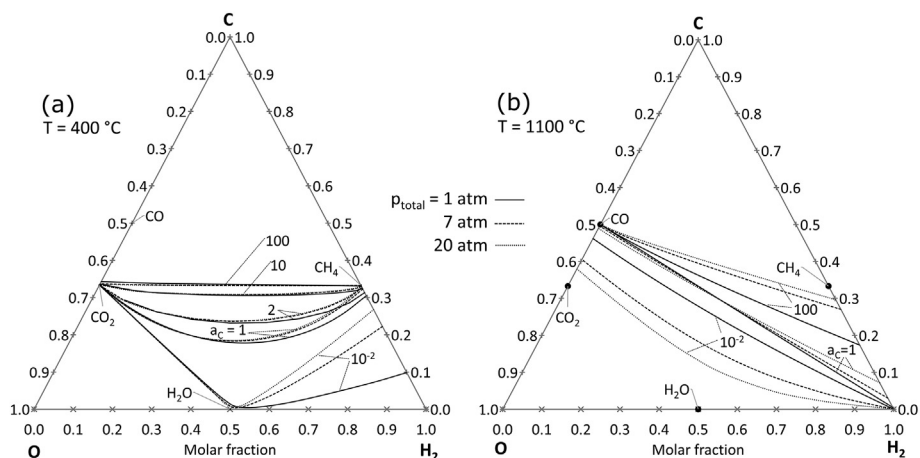 C
C
0.0 1.0
0.0 1.0
(a)
T = 400 °C
(b)
T = 1100 °C
0.1 0.9
0.1 0.9
0.2 0.8
0.2 0.8
0.3 0.7
0.3 0.7
0.4 0.6
0.4 0.6
p_total = 1 atm
7 atm
20 atm
0.5 CO 0.5
0.5 CO
100
10
CH₄
CH₄
0.6 0.4
0.6 0.4
0.7 CO₂ 0.3
0.7 CO₂ 0.3
2
a_C = 1
100
0.8 0.2
0.8 0.2
10⁻²
10⁻²
a_C=1
0.9 0.1
0.9 0.1
H₂O
H₂O
1.0 0.0
1.0 0.0
0.0 0.1 0.2 0.3 0.4 0.5 0.6 0.7 0.8 0.9 1.0
0.0 0.1 0.2 0.3 0.4 0.5 0.6 0.7 0.8 0.9 1.0
O Molar fraction H₂
O Molar fraction H₂